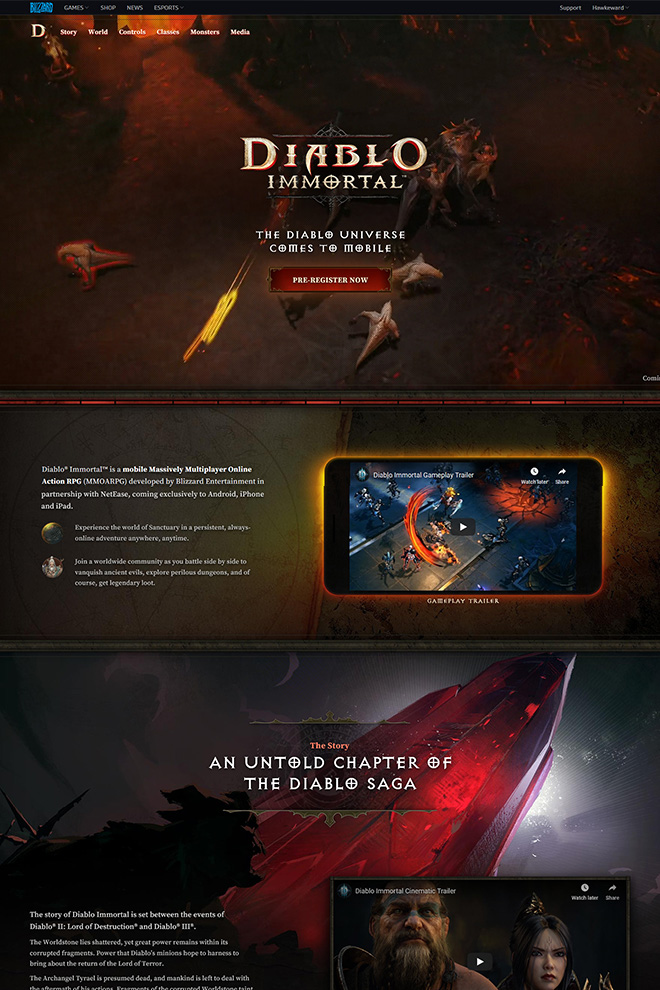 BLIZZARD GAMES SHOP NEWS ESPORTS Support Hawkeward
D Story World Controls Classes Monsters Media
DIABLO
IMMORTAL™
THE DIABLO UNIVERSE
COMES TO MOBILE
PRE-REGISTER NOW
Diablo® Immortal™ is a mobile Massively Multiplayer Online
Action RPG (MMOARPG) developed by Blizzard Entertainment in
partnership with NetEase, coming exclusively to Android, iPhone
and iPad.
Experience the world of Sanctuary in a persistent, always-
online adventure anywhere, anytime.
Join a worldwide community as you battle side by side to
vanquish ancient evils, explore perilous dungeons, and of
course, get legendary loot.
Diablo Immortal Gameplay Trailer
Watch later Share
GAMEPLAY TRAILER
The Story
AN UNTOLD CHAPTER OF
THE DIABLO SAGA
The story of Diablo Immortal is set between the events of
Diablo® II: Lord of Destruction® and Diablo® III®.
The Worldstone lies shattered, yet great power remains within its
corrupted fragments. Power that Diablo's minions hope to harness to
bring about the return of the Lord of Terror.
The Archangel Tyrael is presumed dead, and mankind is left to deal with
the aftermath of his actions. Fragments of the corrupted Worldstone taint
Diablo Immortal Cinematic Trailer
Watch later Share